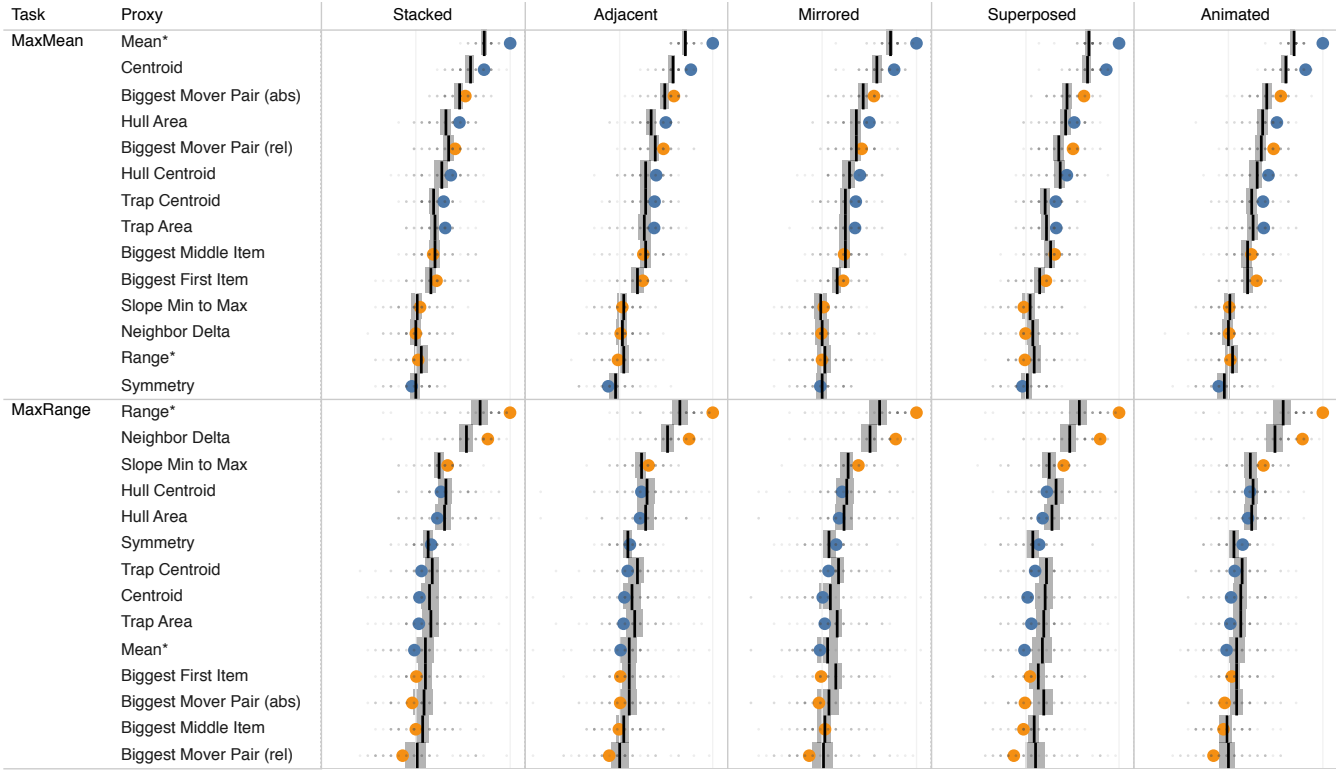 Task Proxy Stacked Adjacent Mirrored Superposed Animated
MaxMean Mean*
Centroid
Biggest Mover Pair (abs)
Hull Area
Biggest Mover Pair (rel)
Hull Centroid
Trap Centroid
Trap Area
Biggest Middle Item
Biggest First Item
Slope Min to Max
Neighbor Delta
Range*
Symmetry
MaxRange Range*
Neighbor Delta
Slope Min to Max
Hull Centroid
Hull Area
Symmetry
Trap Centroid
Centroid
Trap Area
Mean*
Biggest First Item
Biggest Mover Pair (abs)
Biggest Middle Item
Biggest Mover Pair (rel)